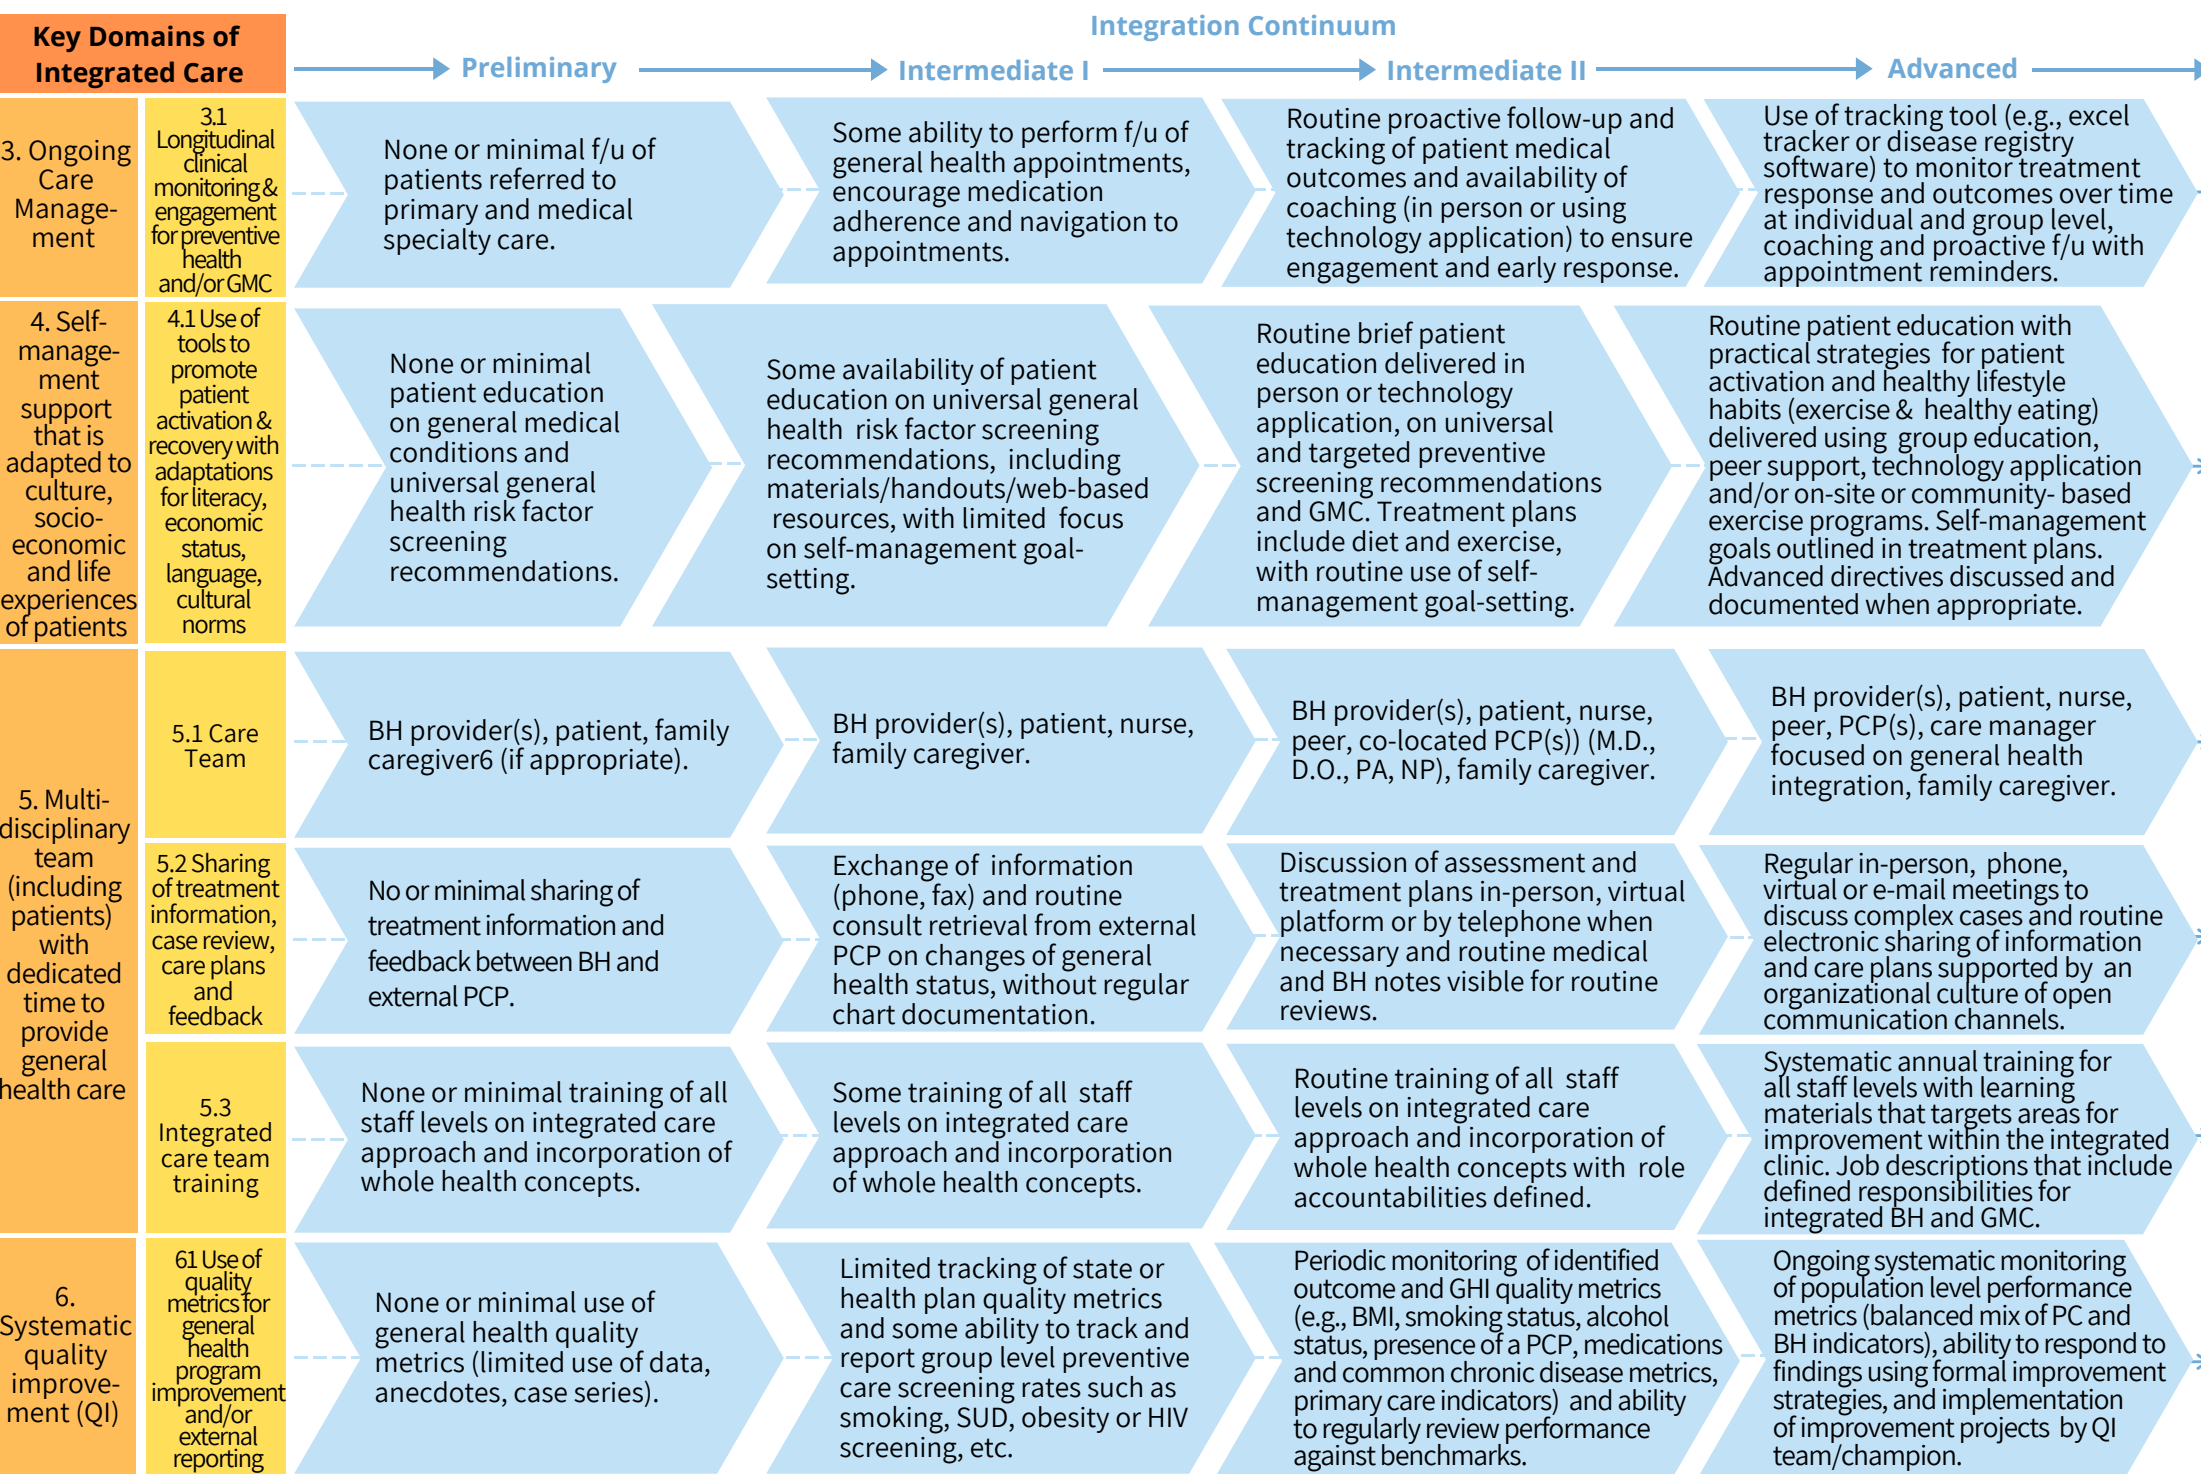 Integration Continuum
Key Domains of
Integrated Care
Preliminary
Intermediate I
Intermediate II
Advanced
3. Ongoing
Care
Manage-
ment
3.1
Longitudinal
clinical
monitoring &
engagement
for preventive
health
and/or GMC
None or minimal f/u of
patients referred to
primary and medical
specialty care.
Some ability to perform f/u of
general health appointments,
encourage medication
adherence and navigation to
appointments.
Routine proactive follow-up and
tracking of patient medical
outcomes and availability of
coaching (in person or using
technology application) to ensure
engagement and early response.
Use of tracking tool (e.g., excel
tracker or disease registry
software) to monitor treatment
response and outcomes over time
at individual and group level,
coaching and proactive f/u with
appointment reminders.
4. Self-
manage-
ment
support
that is
adapted to
culture,
socio-
economic
and life
experiences
of patients
4.1 Use of
tools to
promote
patient
activation &
recovery with
adaptations
for literacy,
economic
status,
language,
cultural
norms
None or minimal
patient education
on general medical
conditions and
universal general
health risk factor
screening
recommendations.
Some availability of patient
education on universal general
health risk factor screening
recommendations, including
materials/handouts/web-based
resources, with limited focus
on self-management goal-
setting.
Routine brief patient
education delivered in
person or technology
application, on universal
and targeted preventive
screening recommendations
and GMC. Treatment plans
include diet and exercise,
with routine use of self-
management goal-setting.
Routine patient education with
practical strategies for patient
activation and healthy lifestyle
habits (exercise & healthy eating)
delivered using group education,
peer support, technology application
and/or on-site or community- based
exercise programs. Self-management
goals outlined in treatment plans.
Advanced directives discussed and
documented when appropriate.
5. Multi-
disciplinary
team
(including
patients)
with
dedicated
time to
provide
general
health care
5.1 Care
Team
BH provider(s), patient, family
caregiver6 (if appropriate).
BH provider(s), patient, nurse,
family caregiver.
BH provider(s), patient, nurse,
peer, co-located PCP(s)) (M.D.,
D.O., PA, NP), family caregiver.
BH provider(s), patient, nurse,
peer, PCP(s), care manager
focused on general health
integration, family caregiver.
5.2 Sharing
of treatment
information,
case review,
care plans
and
feedback
No or minimal sharing of
treatment information and
feedback between BH and
external PCP.
Exchange of information
(phone, fax) and routine
consult retrieval from external
PCP on changes of general
health status, without regular
chart documentation.
Discussion of assessment and
treatment plans in-person, virtual
platform or by telephone when
necessary and routine medical
and BH notes visible for routine
reviews.
Regular in-person, phone,
virtual or e-mail meetings to
discuss complex cases and routine
electronic sharing of information
and care plans supported by an
organizational culture of open
communication channels.
5.3
Integrated
care team
training
None or minimal training of all
staff levels on integrated care
approach and incorporation of
whole health concepts.
Some training of all staff
levels on integrated care
approach and incorporation
of whole health concepts.
Routine training of all staff
levels on integrated care
approach and incorporation of
whole health concepts with role
accountabilities defined.
Systematic annual training for
all staff levels with learning
materials that targets areas for
improvement within the integrated
clinic. Job descriptions that include
defined responsibilities for
integrated BH and GMC.
6.
Systematic
quality
improve-
ment (QI)
61 Use of
quality
metrics for
general
health
program
improvement
and/or
external
reporting
None or minimal use of
general health quality
metrics (limited use of data,
anecdotes, case series).
Limited tracking of state or
health plan quality metrics
and some ability to track and
report group level preventive
care screening rates such as
smoking, SUD, obesity or HIV
screening, etc.
Periodic monitoring of identified
outcome and GHI quality metrics
(e.g., BMI, smoking status, alcohol
status, presence of a PCP, medications
and common chronic disease metrics,
primary care indicators) and ability
to regularly review performance
against benchmarks.
Ongoing systematic monitoring
of population level performance
metrics (balanced mix of PC and
BH indicators), ability to respond to
findings using formal improvement
strategies, and implementation
of improvement projects by QI
team/champion.